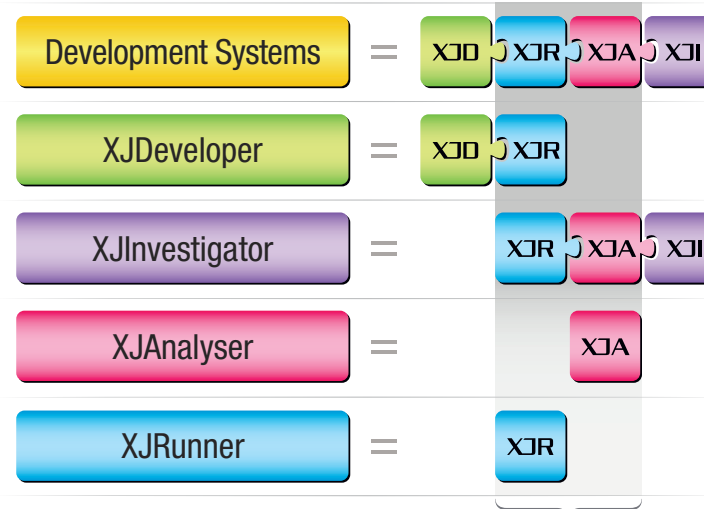 Development Systems = XJD XJR XJA XJI
XJDeveloper = XJD XJR
XJInvestigator = XJR XJA XJI
XJAnalyser = XJA
XJRunner = XJR